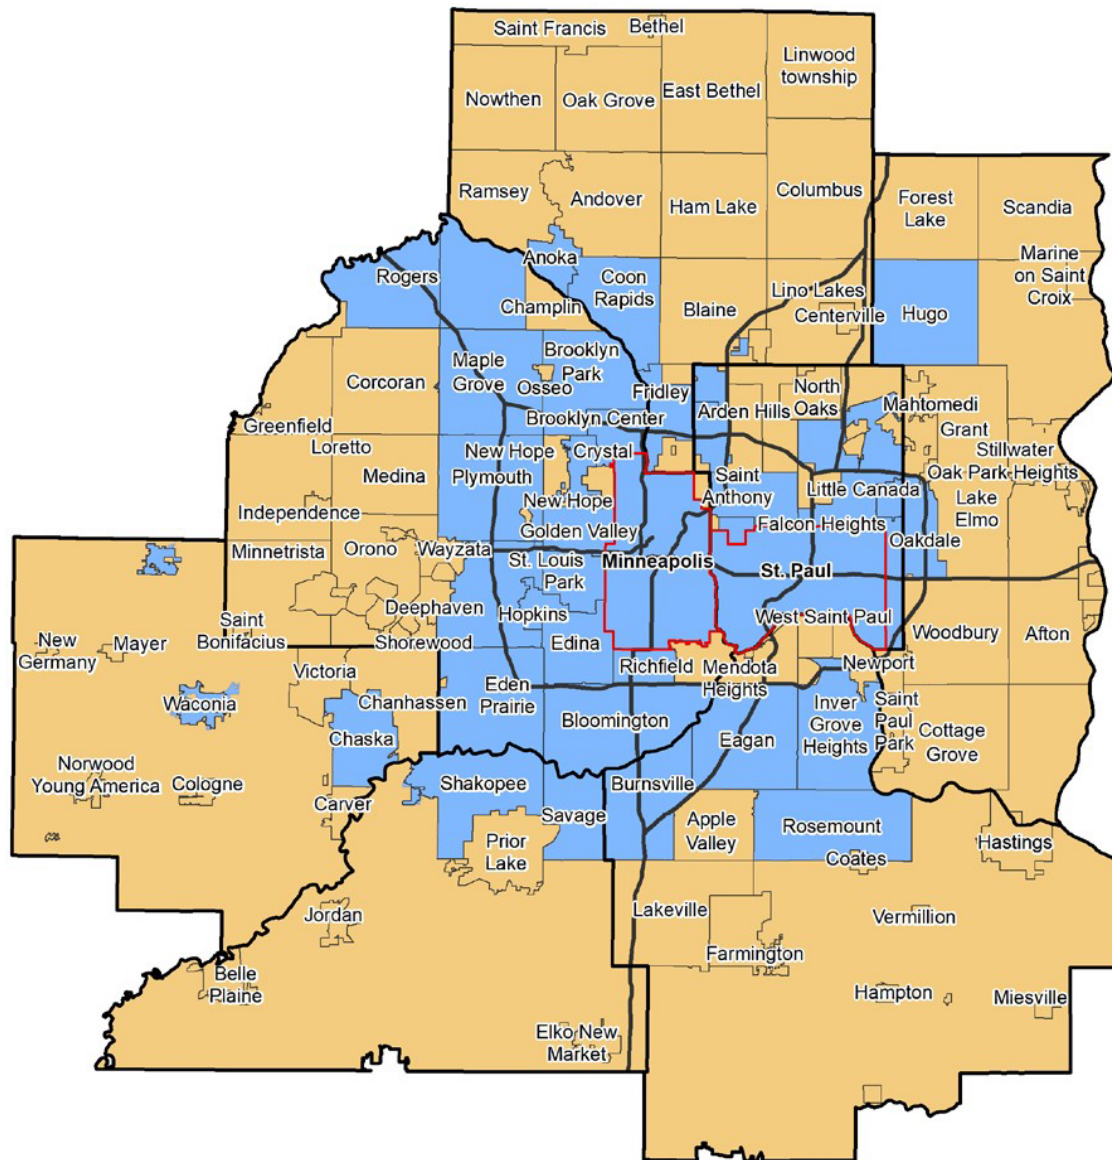 Saint Francis
Bethel
Linwood
township
Nowthen
Oak Grove
East Bethel
Ramsey
Andover
Ham Lake
Columbus
Forest
Lake
Scandia
Marine
on Saint
Croix
Rogers
Anoka
Coon
Rapids
Champlin
Blaine
Lino Lakes
Centerville
Hugo
Corcoran
Maple
Grove
Brooklyn
Park
Osseo
Fridley
Arden Hills
North
Oaks
Mahtomedi
Grant
Greenfield
Loretto
Brooklyn Center
Stillwater
Oak Park Heights
Medina
New Hope
Crystal
Plymouth
Saint
Anthony
Little Canada
Lake
Elmo
New Hope
Independence
Golden Valley
Falcon Heights
Oakdale
Minnetrista
Orono
Wayzata
St. Louis
Park
Minneapolis
St. Paul
Deephaven
Hopkins
West Saint Paul
New
Germany
Mayer
Saint
Bonifacius
Shorewood
Edina
Woodbury
Afton
Victoria
Richfield
Mendota
Heights
Newport
Waconia
Chanhassen
Eden
Prairie
Inver
Grove
Heights
Saint
Paul
Park
Bloomington
Chaska
Eagan
Cottage
Grove
Norwood
Young America
Cologne
Carver
Shakopee
Burnsville
Savage
Apple
Valley
Rosemount
Prior
Lake
Coates
Hastings
Jordan
Lakeville
Vermillion
Farmington
Belle
Plaine
Hampton
Miesville
Elko New
Market